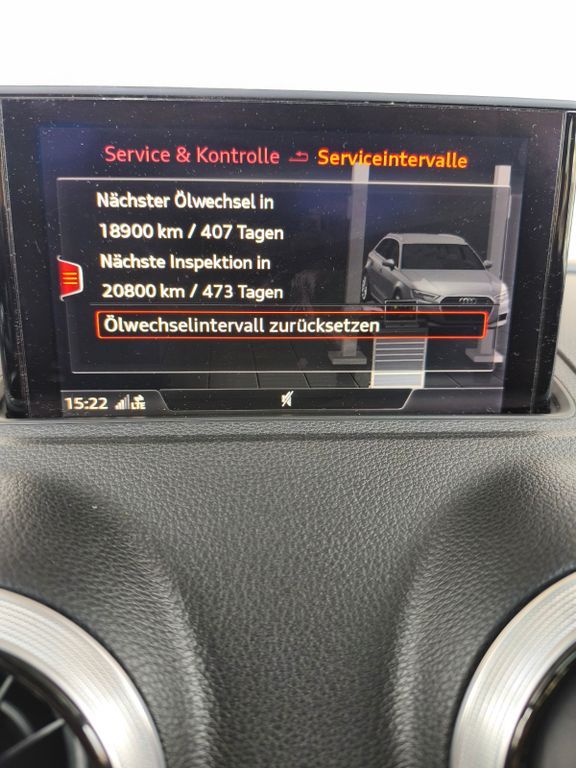 Service & Kontrolle Serviceintervalle
Nächster Ölwechsel in
18900 km / 407 Tagen
Nächste Inspektion in
20800 km / 473 Tagen
Ölwechselintervall zurücksetzen
15:22 LTE